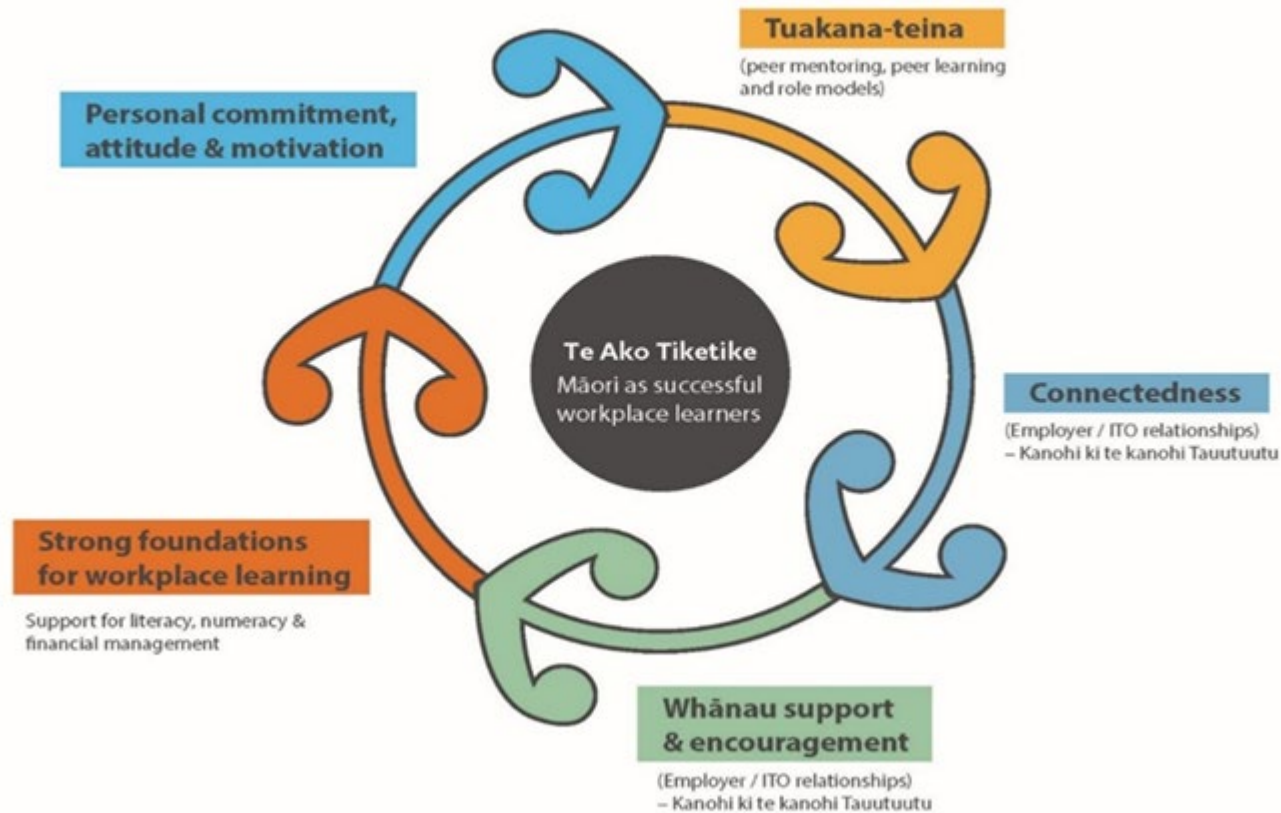 Tuakana-teina
(peer mentoring, peer learning
and role models)
Personal commitment,
attitude & motivation
Te Ako Tiketike
Māori as successful
workplace learners
Connectedness
(Employer / ITO relationships)
– Kanohi ki te kanohi Tauutuutu
Strong foundations
for workplace learning
Support for literacy, numeracy &
financial management
Whānau support
& encouragement
(Employer / ITO relationships)
– Kanohi ki te kanohi Tauutuutu